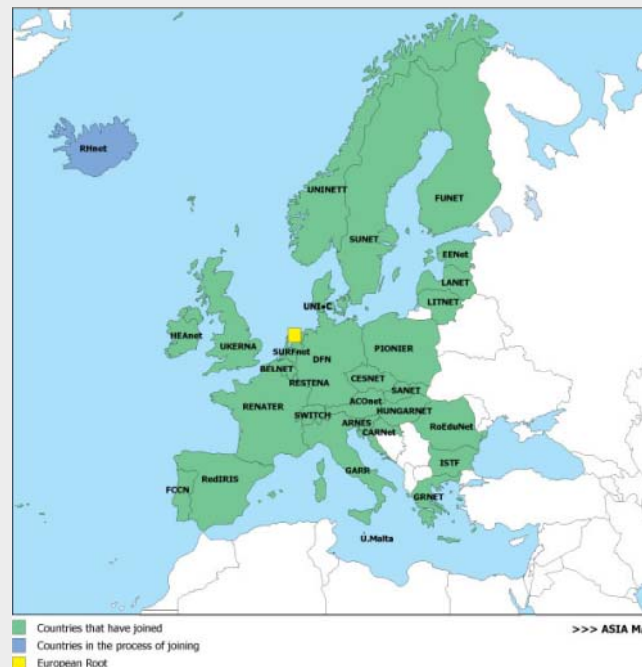 RHnet
UNINETT
FUNET
SUNET
EENet
LANET
LITNET
UNI•C
HEAnet
UKERNA
SURFnet
DFN
PIONIER
BELNET
RESTENA
CESNET
SANET
ACOnet
HUNGARNET
RENATER
SWITCH
ARNES
CARNet
RoEduNet
ISTF
GARR
RedIRIS
FCCN
GRNET
U.Malta
Countries that have joined
>>> ASIA M
Countries in the process of joining
European Root